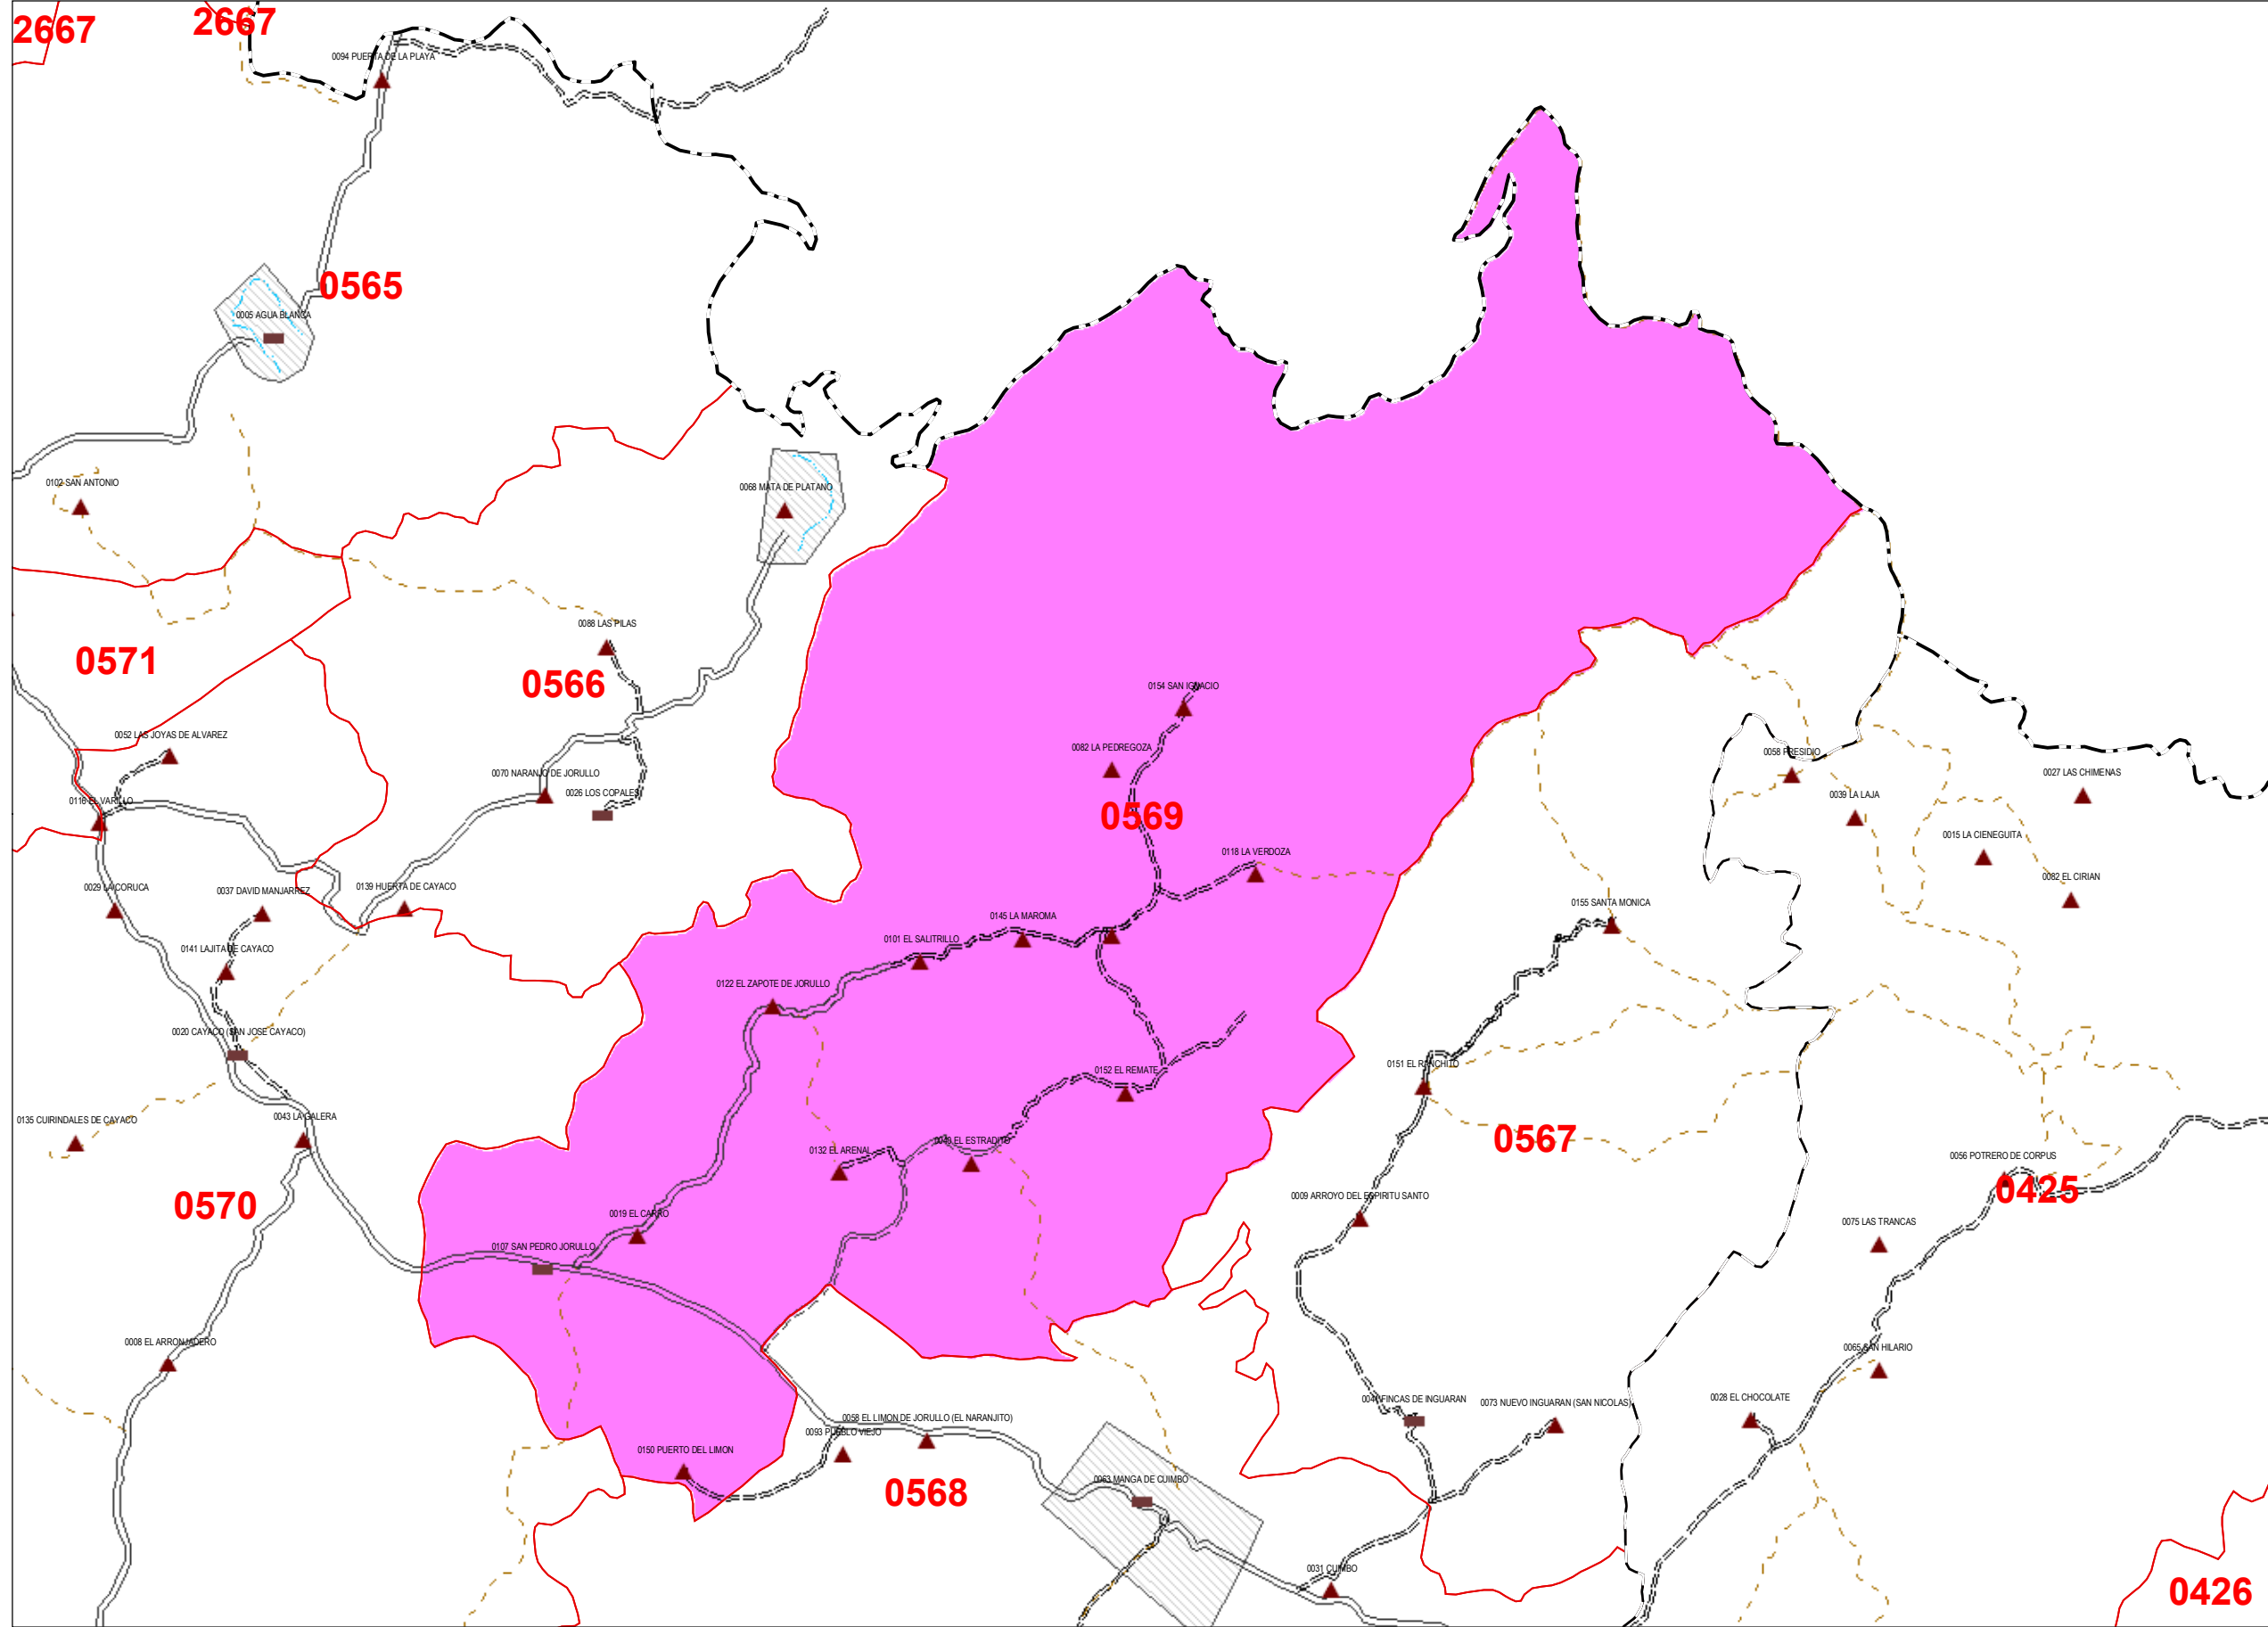 2667
2667
0094 PUERTA DE LA PLAYA
0565
0005 AGUA BLANCA
0102 SAN ANTONIO
0068 MATA DE PLATANO
0088 LAS PILAS
0571
0566
0154 SAN IGNACIO
0052 LAS JOYAS DE ALVAREZ
0082 LA PEDREGOZA
0058 PRESIDIO
0070 NARANJO DE JORULLO
0027 LAS CHIMENAS
0026 LOS COPALES
0039 LA LAJA
0116 EL VARILLO
0569
0015 LA CIENEGUITA
0118 LA VERDOZA
0082 EL CIRIAN
0029 LA CORUCA
0037 DAVID MANJARREZ
0139 HUERTA DE CAYACO
0155 SANTA MONICA
0145 LA MAROMA
0101 EL SALITRILLO
0141 LAJITA DE CAYACO
0122 EL ZAPOTE DE JORULLO
0020 CAYACO (SAN JOSE CAYACO)
0151 EL RANCHITO
0152 EL REMATE
0043 LA GALERA
0135 CUIRINDALES DE CAYACO
0567
0040 EL ESTRADITO
0132 EL ARENAL
0056 POTRERO DE CORPUS
0425
0570
0009 ARROYO DEL ESPIRITU SANTO
0019 EL CARRO
0075 LAS TRANCAS
0107 SAN PEDRO JORULLO
0008 EL ARRONJADERO
0065 SAN HILARIO
FINCAS DE INGUARAN
0073 NUEVO INGUARAN (SAN NICOLAS)
0028 EL CHOCOLATE
0058 EL LIMON DE JORULLO (EL NARANJITO)
0093 PUEBLO VIEJO
0150 PUERTO DEL LIMON
0568
0063 MANGA DE CUIMBO
0031 CUIMBO
0426